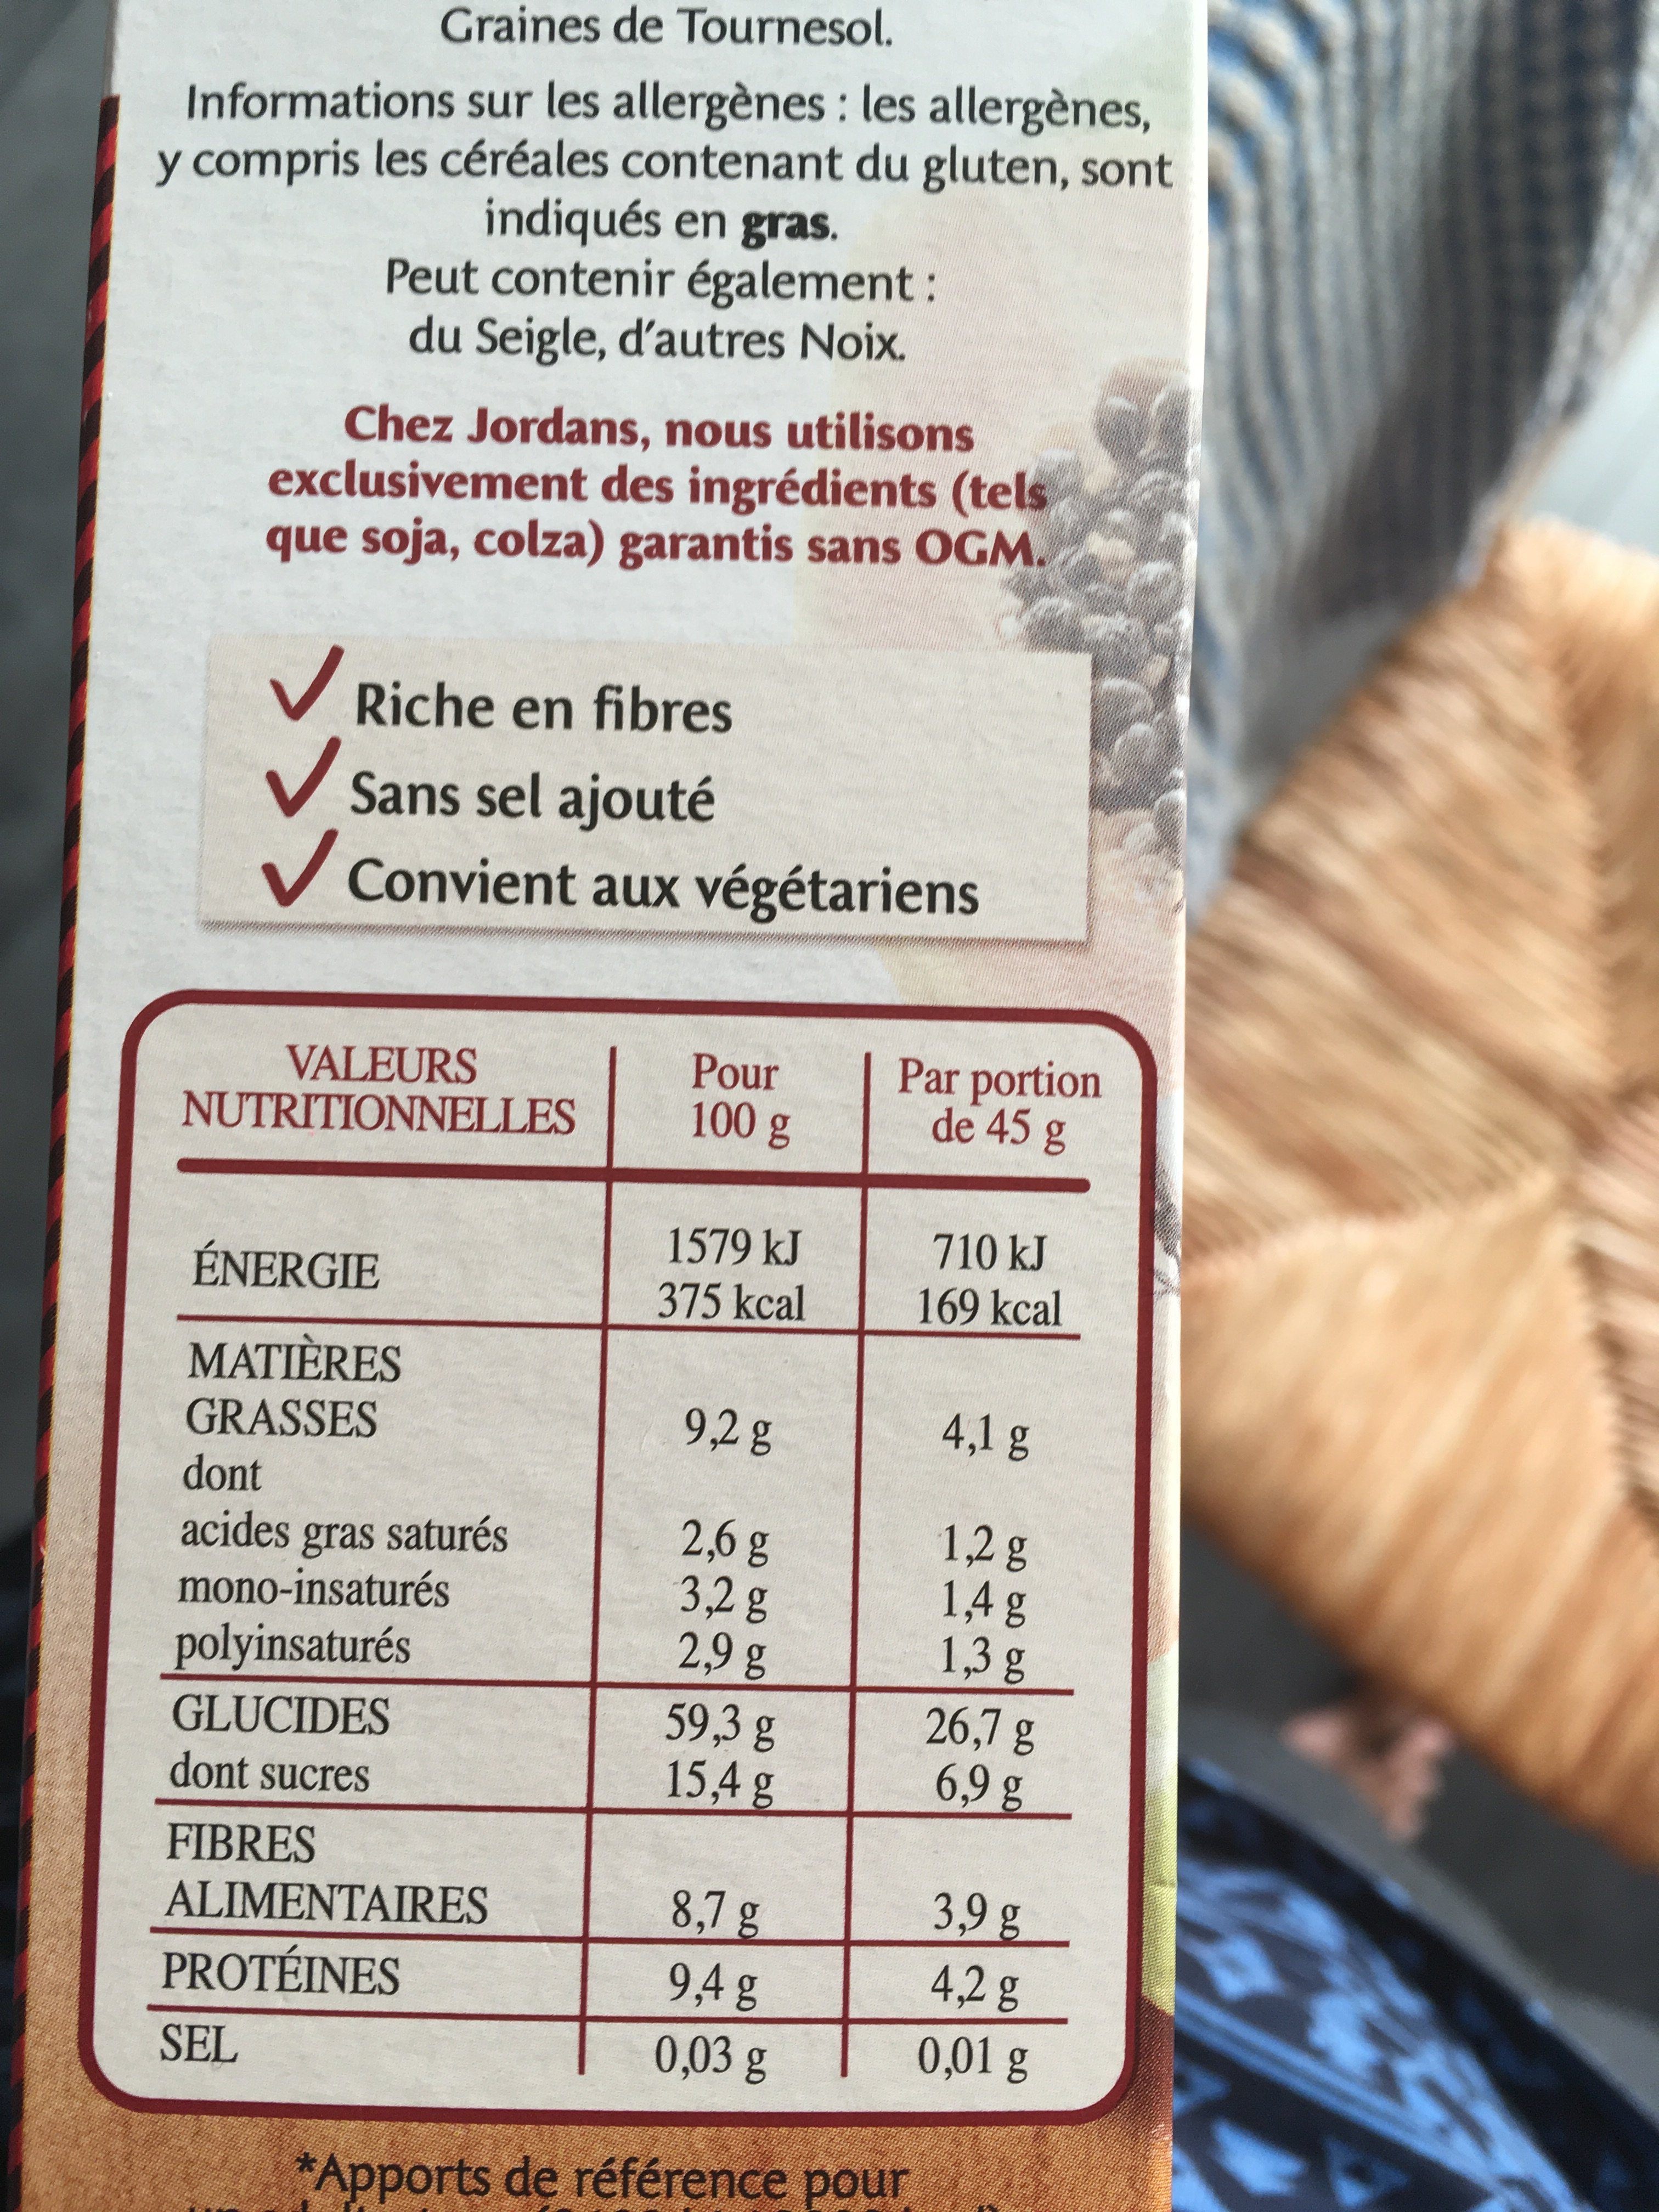 Graines de Tournesol.
Informations sur les allergènes : les allergènes,
y compris les céréales contenant du gluten, sont
indiqués en gras.
Peut contenir également :
du Seigle, d'autres Noix.
Chez Jordans, nous utilisons
exclusivement des ingrédients (tels
que soja, colza) garantis sans OGM.
Riche en fibres
Sans sel ajouté
Convient aux végétariens
VALEURS NUTRITIONNELLES Pour 100 g Par portion de 45 g
ÉNERGIE 1579 kJ 710 kJ
375 kcal 169 kcal
MATIÈRES
GRASSES 9,2 g 4,1 g
dont
acides gras saturés 2,6 g 1,2 g
mono-insaturés 3,2 g 1,4 g
polyinsaturés 2,9 g 1,3 g
GLUCIDES 59,3 g 26,7 g
dont sucres 15,4 g 6,9 g
FIBRES
ALIMENTAIRES 8,7 g 3,9 g
PROTÉINES 9,4 g 4,2 g
SEL 0,03 g 0,01 g
*Apports de référence pour